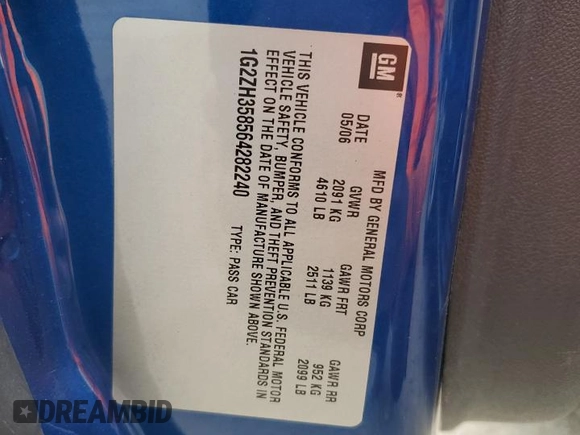 GM®
MFD BY GENERAL MOTORS CORP
DATE GVWR GAWR FRT GAWR RR
05/06 2091 KG 1139 KG 952 KG
4610 LB 2511 LB 2099 LB
THIS VEHICLE CONFORMS TO ALL APPLICABLE U.S. FEDERAL MOTOR
VEHICLE SAFETY, BUMPER, AND THEFT PREVENTION STANDARDS IN
EFFECT ON THE DATE OF MANUFACTURE SHOWN ABOVE.
1G2ZH358564282240 TYPE: PASS CAR
DREAMBID